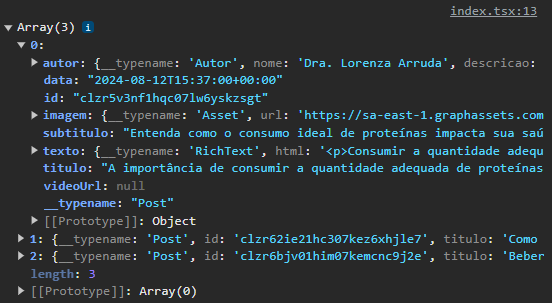 index.tsx:13
▼ Array(3) i
▼ 0:
▶ autor: {__typename: 'Autor', nome: 'Dra. Lorenza Arruda', descricao:
data: "2024-08-12T15:37:00+00:00"
id: "clzr5v3nf1hqc07lw6yskzsgt"
▶ imagem: {__typename: 'Asset', url: 'https://sa-east-1.graphassets.com
subtitulo: "Entenda como o consumo ideal de proteínas impacta sua saú
▶ texto: {__typename: 'RichText', html: '<p>Consumir a quantidade adequ
titulo: "A importância de consumir a quantidade adequada de proteínas
videoUrl: null
__typename: "Post"
▶ [[Prototype]]: Object
▶ 1: {__typename: 'Post', id: 'clzr62ie21hc307kez6xhjle7', titulo: 'Como
▶ 2: {__typename: 'Post', id: 'clzr6bjv01him07kemcnc9j2e', titulo: 'Beber
length: 3
▶ [[Prototype]]: Array(0)